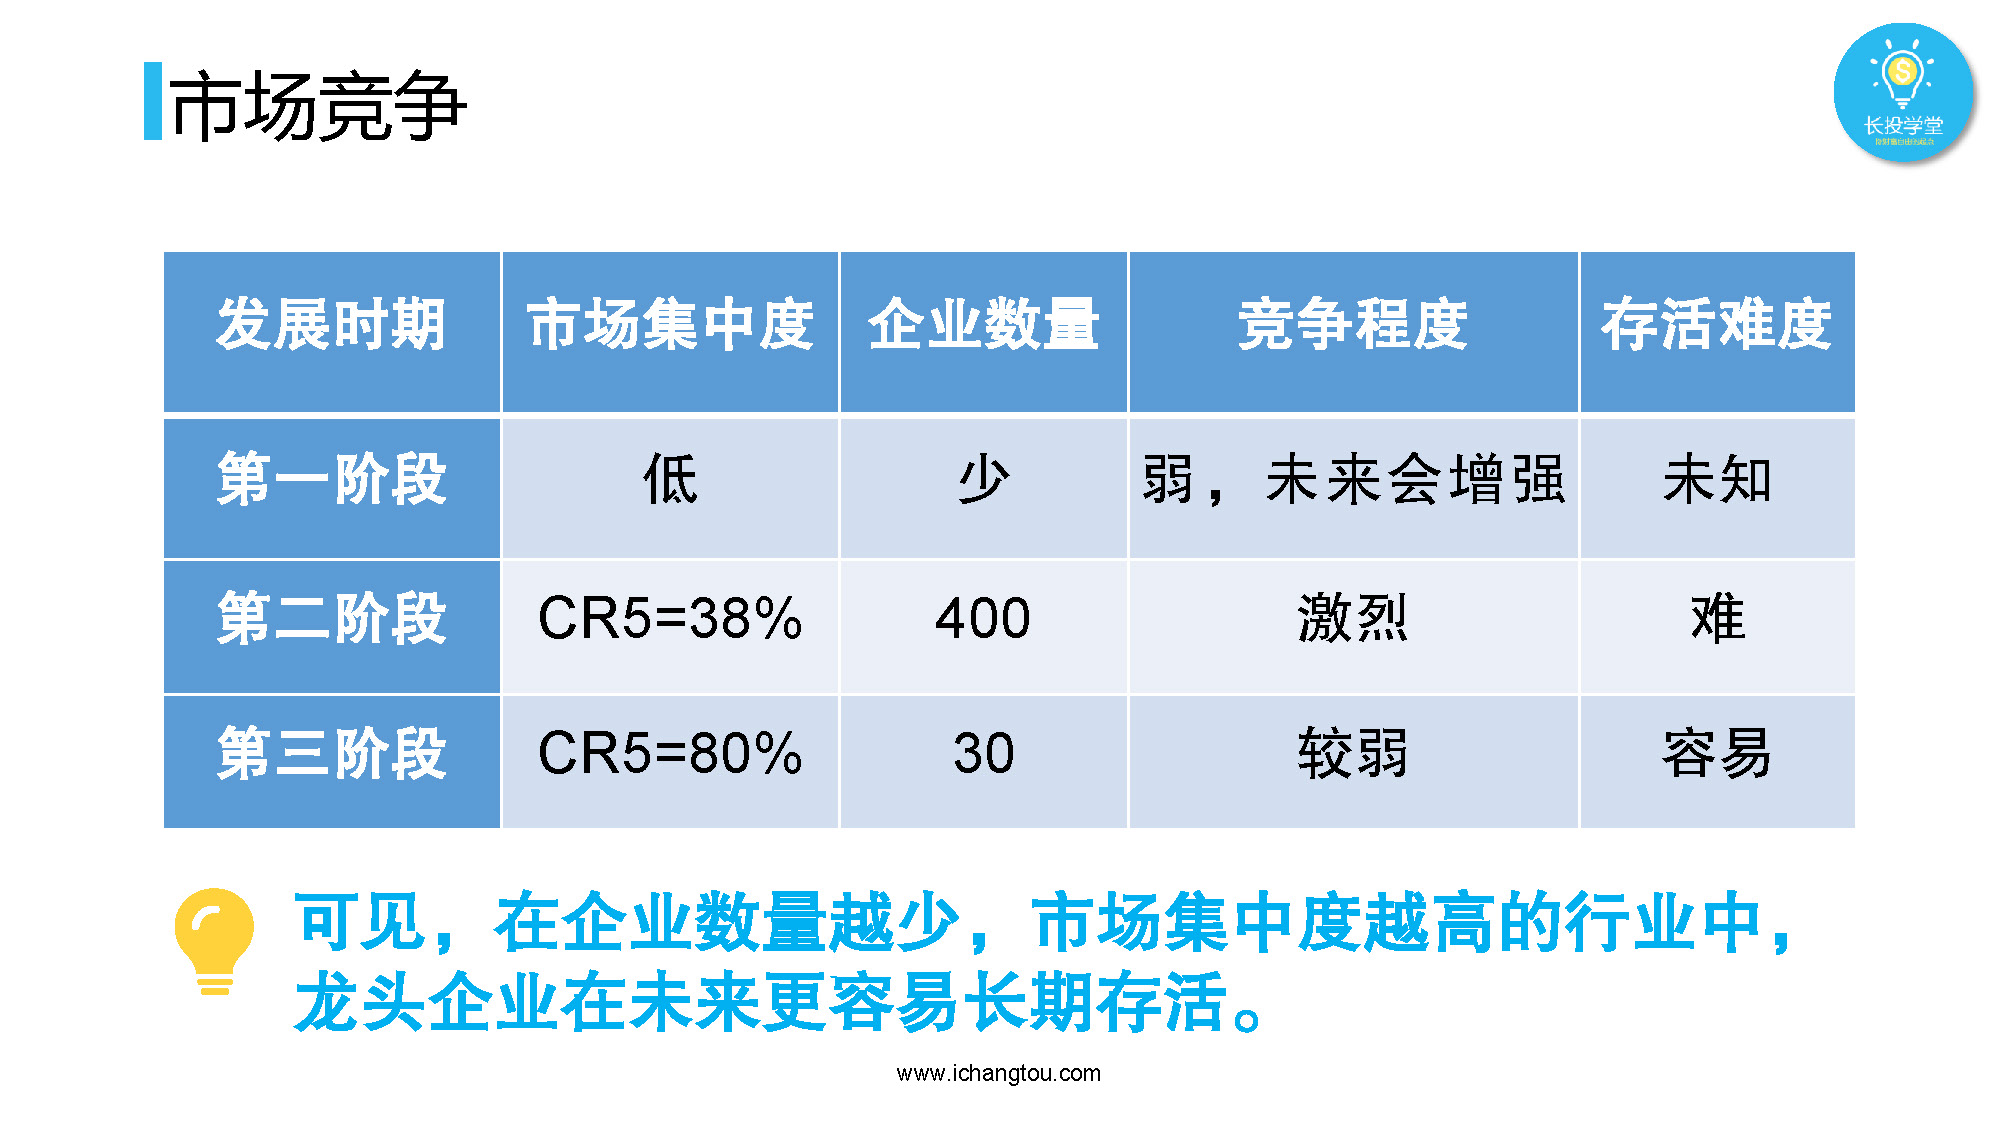 市场竞争
长投学堂
发展时期 市场集中度 企业数量 竞争程度 存活难度
第一阶段 低 少 弱，未来会增强 未知
第二阶段 CR5=38% 400 激烈 难
第三阶段 CR5=80% 30 较弱 容易
可见，在企业数量越少，市场集中度越高的行业中，
龙头企业在未来更容易长期存活。
www.ichangtou.com